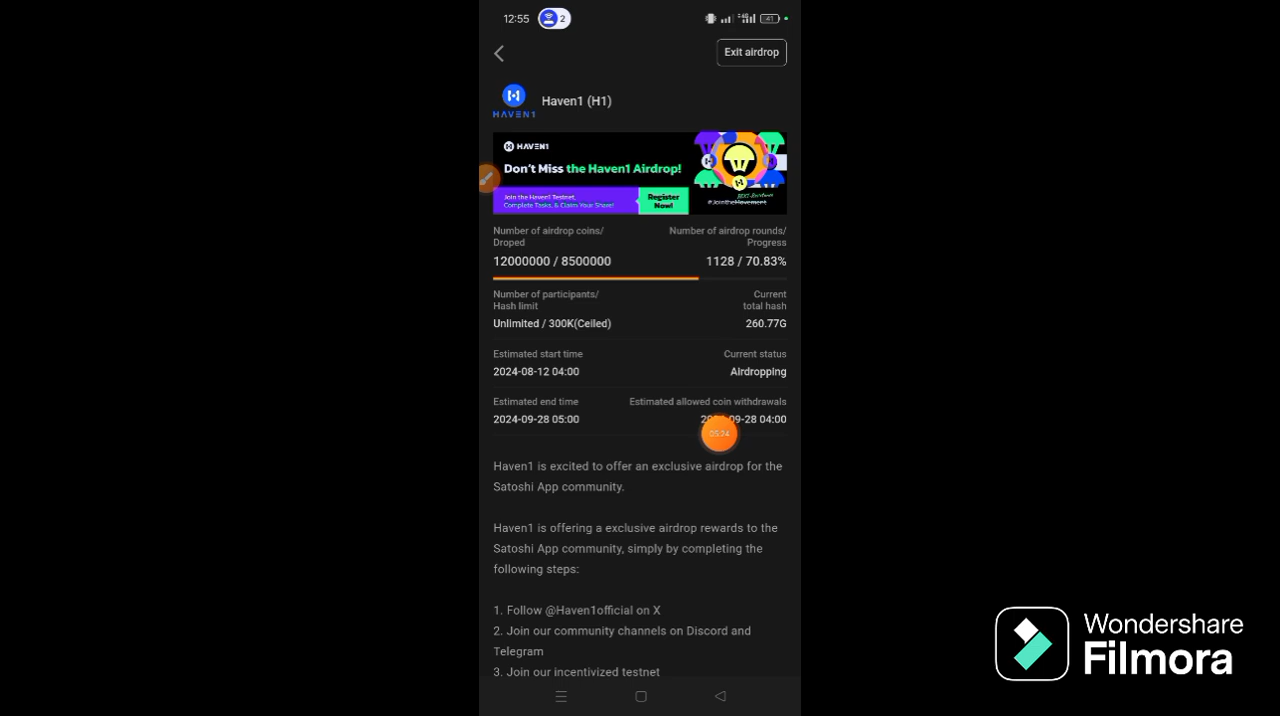 12:55
2
41
Exit airdrop
Haven1 (H1)
HAVEN1
HAVEN1
Don't Miss the Haven1 Airdrop!
Join the Haven1 Testnet,
Complete Tasks, & Claim Your Share!
Register
Now!
#JointheMovement
Number of airdrop coins/
Droped
Number of airdrop rounds/
Progress
12000000 / 8500000
1128 / 70.83%
Number of participants/
Hash limit
Current
total hash
Unlimited / 300K(Ceiled)
260.77G
Estimated start time
Current status
2024-08-12 04:00
Airdropping
Estimated end time
Estimated allowed coin withdrawals
2024-09-28 05:00
09-28 04:00
05:24
Haven1 is excited to offer an exclusive airdrop for the
Satoshi App community.
Haven1 is offering a exclusive airdrop rewards to the
Satoshi App community, simply by completing the
following steps:
1. Follow @Haven1official on X
2. Join our community channels on Discord and
Telegram
3. Join our incentivized testnet
Wondershare
Filmora